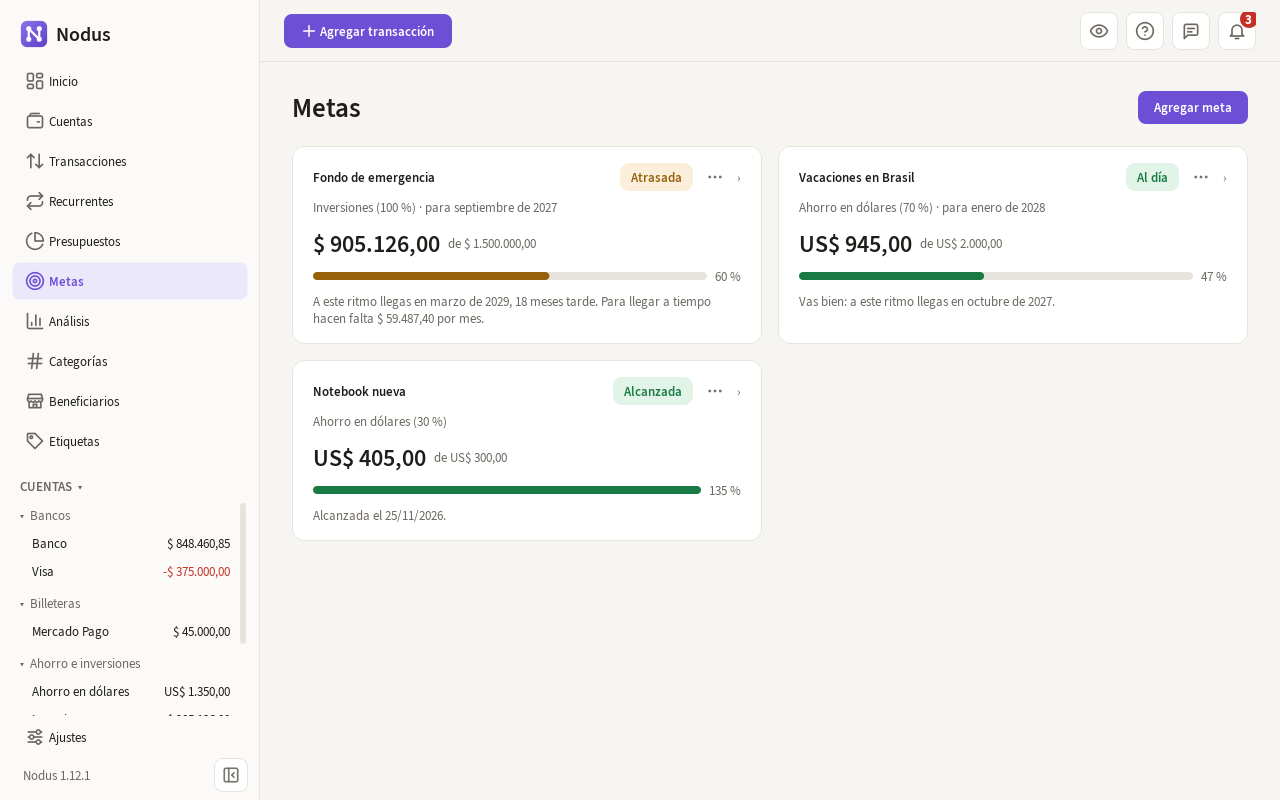 Nodus
Inicio
Cuentas
Transacciones
Recurrentes
Presupuestos
Metas
Análisis
Categorías
Beneficiarios
Etiquetas
CUENTAS
Bancos
Banco $ 848.460,85
Visa -$ 375.000,00
Billeteras
Mercado Pago $ 45.000,00
Ahorro e inversiones
Ahorro en dólares US$ 1.350,00
Ajustes
Nodus 1.12.1
Agregar transacción
3
Metas
Agregar meta
Fondo de emergencia Atrasada
Inversiones (100 %) · para septiembre de 2027
$ 905.126,00 de $ 1.500.000,00
60 %
A este ritmo llegas en marzo de 2029, 18 meses tarde. Para llegar a tiempo
hacen falta $ 59.487,40 por mes.
Vacaciones en Brasil Al día
Ahorro en dólares (70 %) · para enero de 2028
US$ 945,00 de US$ 2.000,00
47 %
Vas bien: a este ritmo llegas en octubre de 2027.
Notebook nueva Alcanzada
Ahorro en dólares (30 %)
US$ 405,00 de US$ 300,00
135 %
Alcanzada el 25/11/2026.